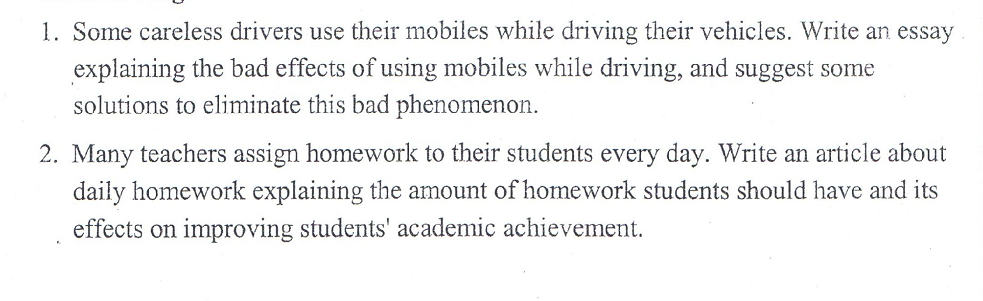 1. Some careless drivers use their mobiles while driving their vehicles. Write an essay
explaining the bad effects of using mobiles while driving, and suggest some
solutions to eliminate this bad phenomenon.
2. Many teachers assign homework to their students every day. Write an article about
daily homework explaining the amount of homework students should have and its
effects on improving students' academic achievement.